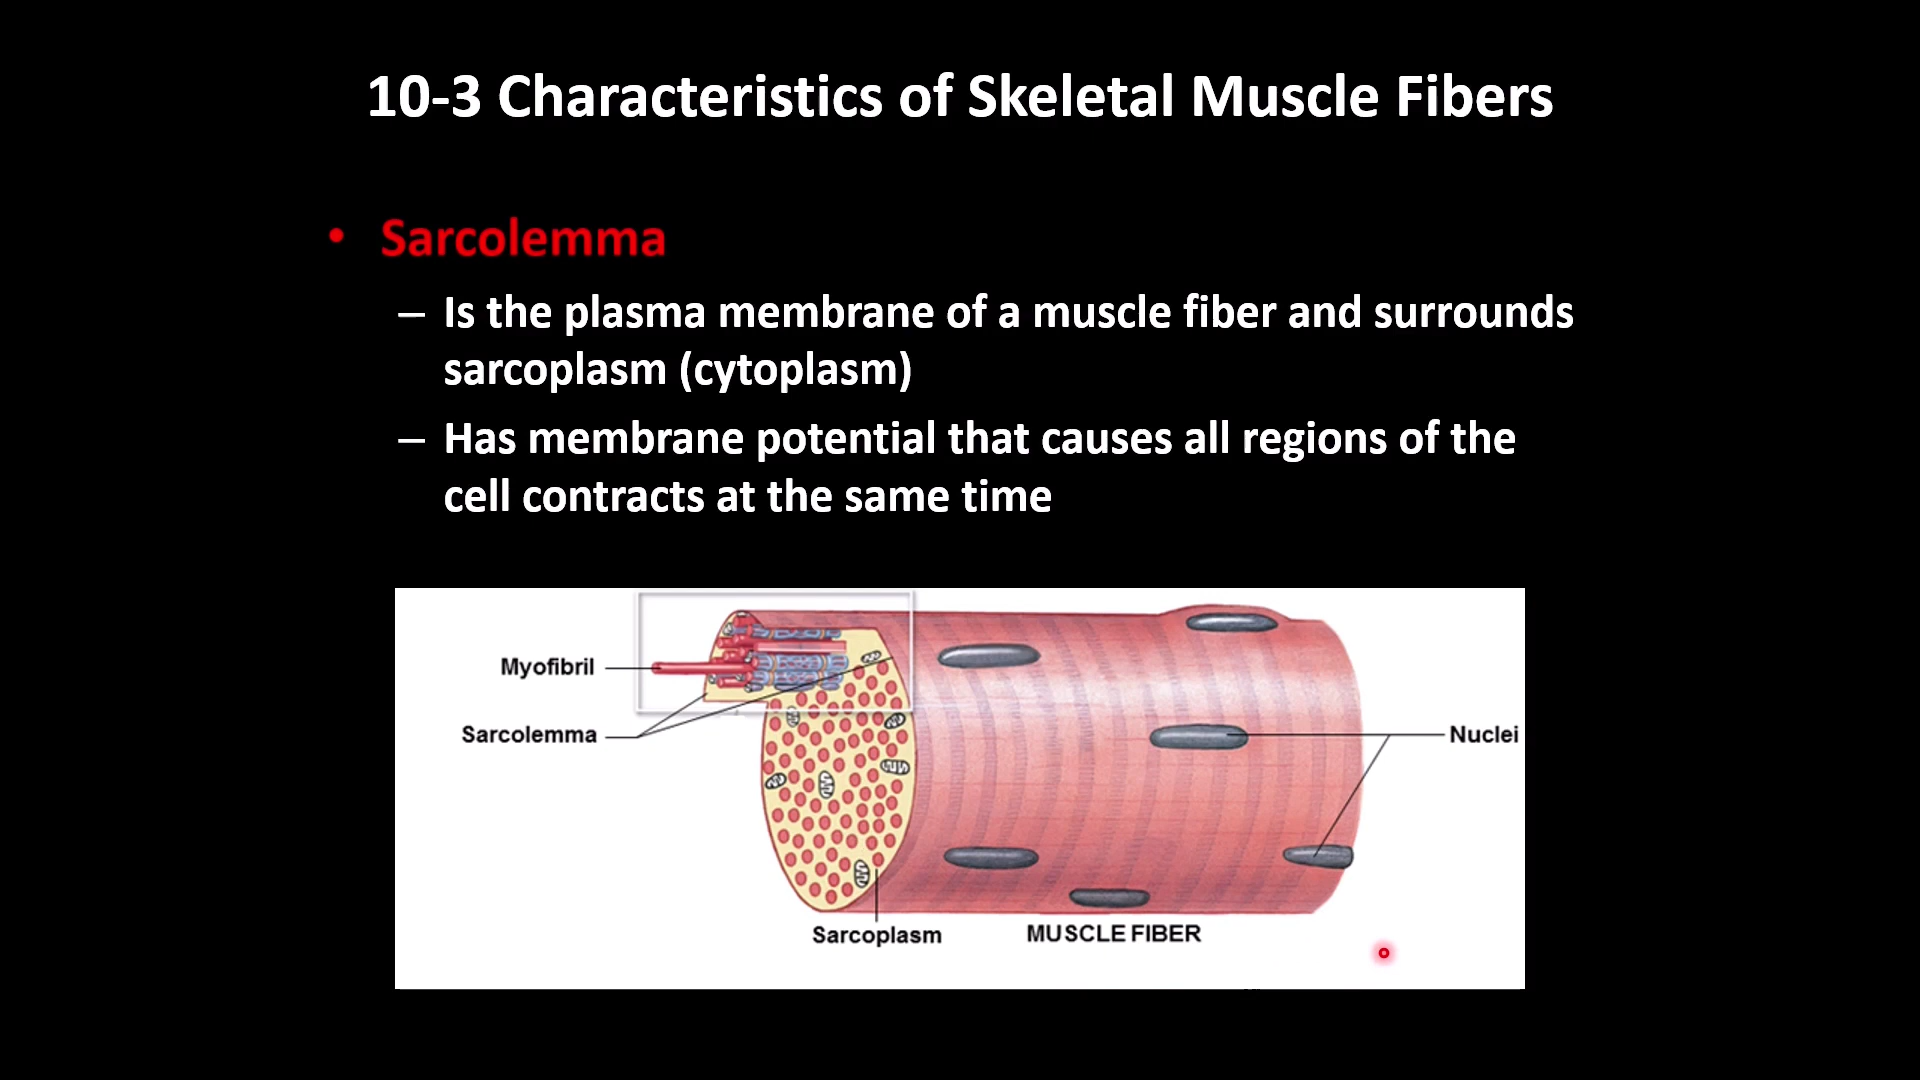 10-3 Characteristics of Skeletal Muscle Fibers
• Sarcolemma
– Is the plasma membrane of a muscle fiber and surrounds
sarcoplasm (cytoplasm)
– Has membrane potential that causes all regions of the
cell contracts at the same time
Myofibril
Sarcolemma
Nuclei
Sarcoplasm
MUSCLE FIBER